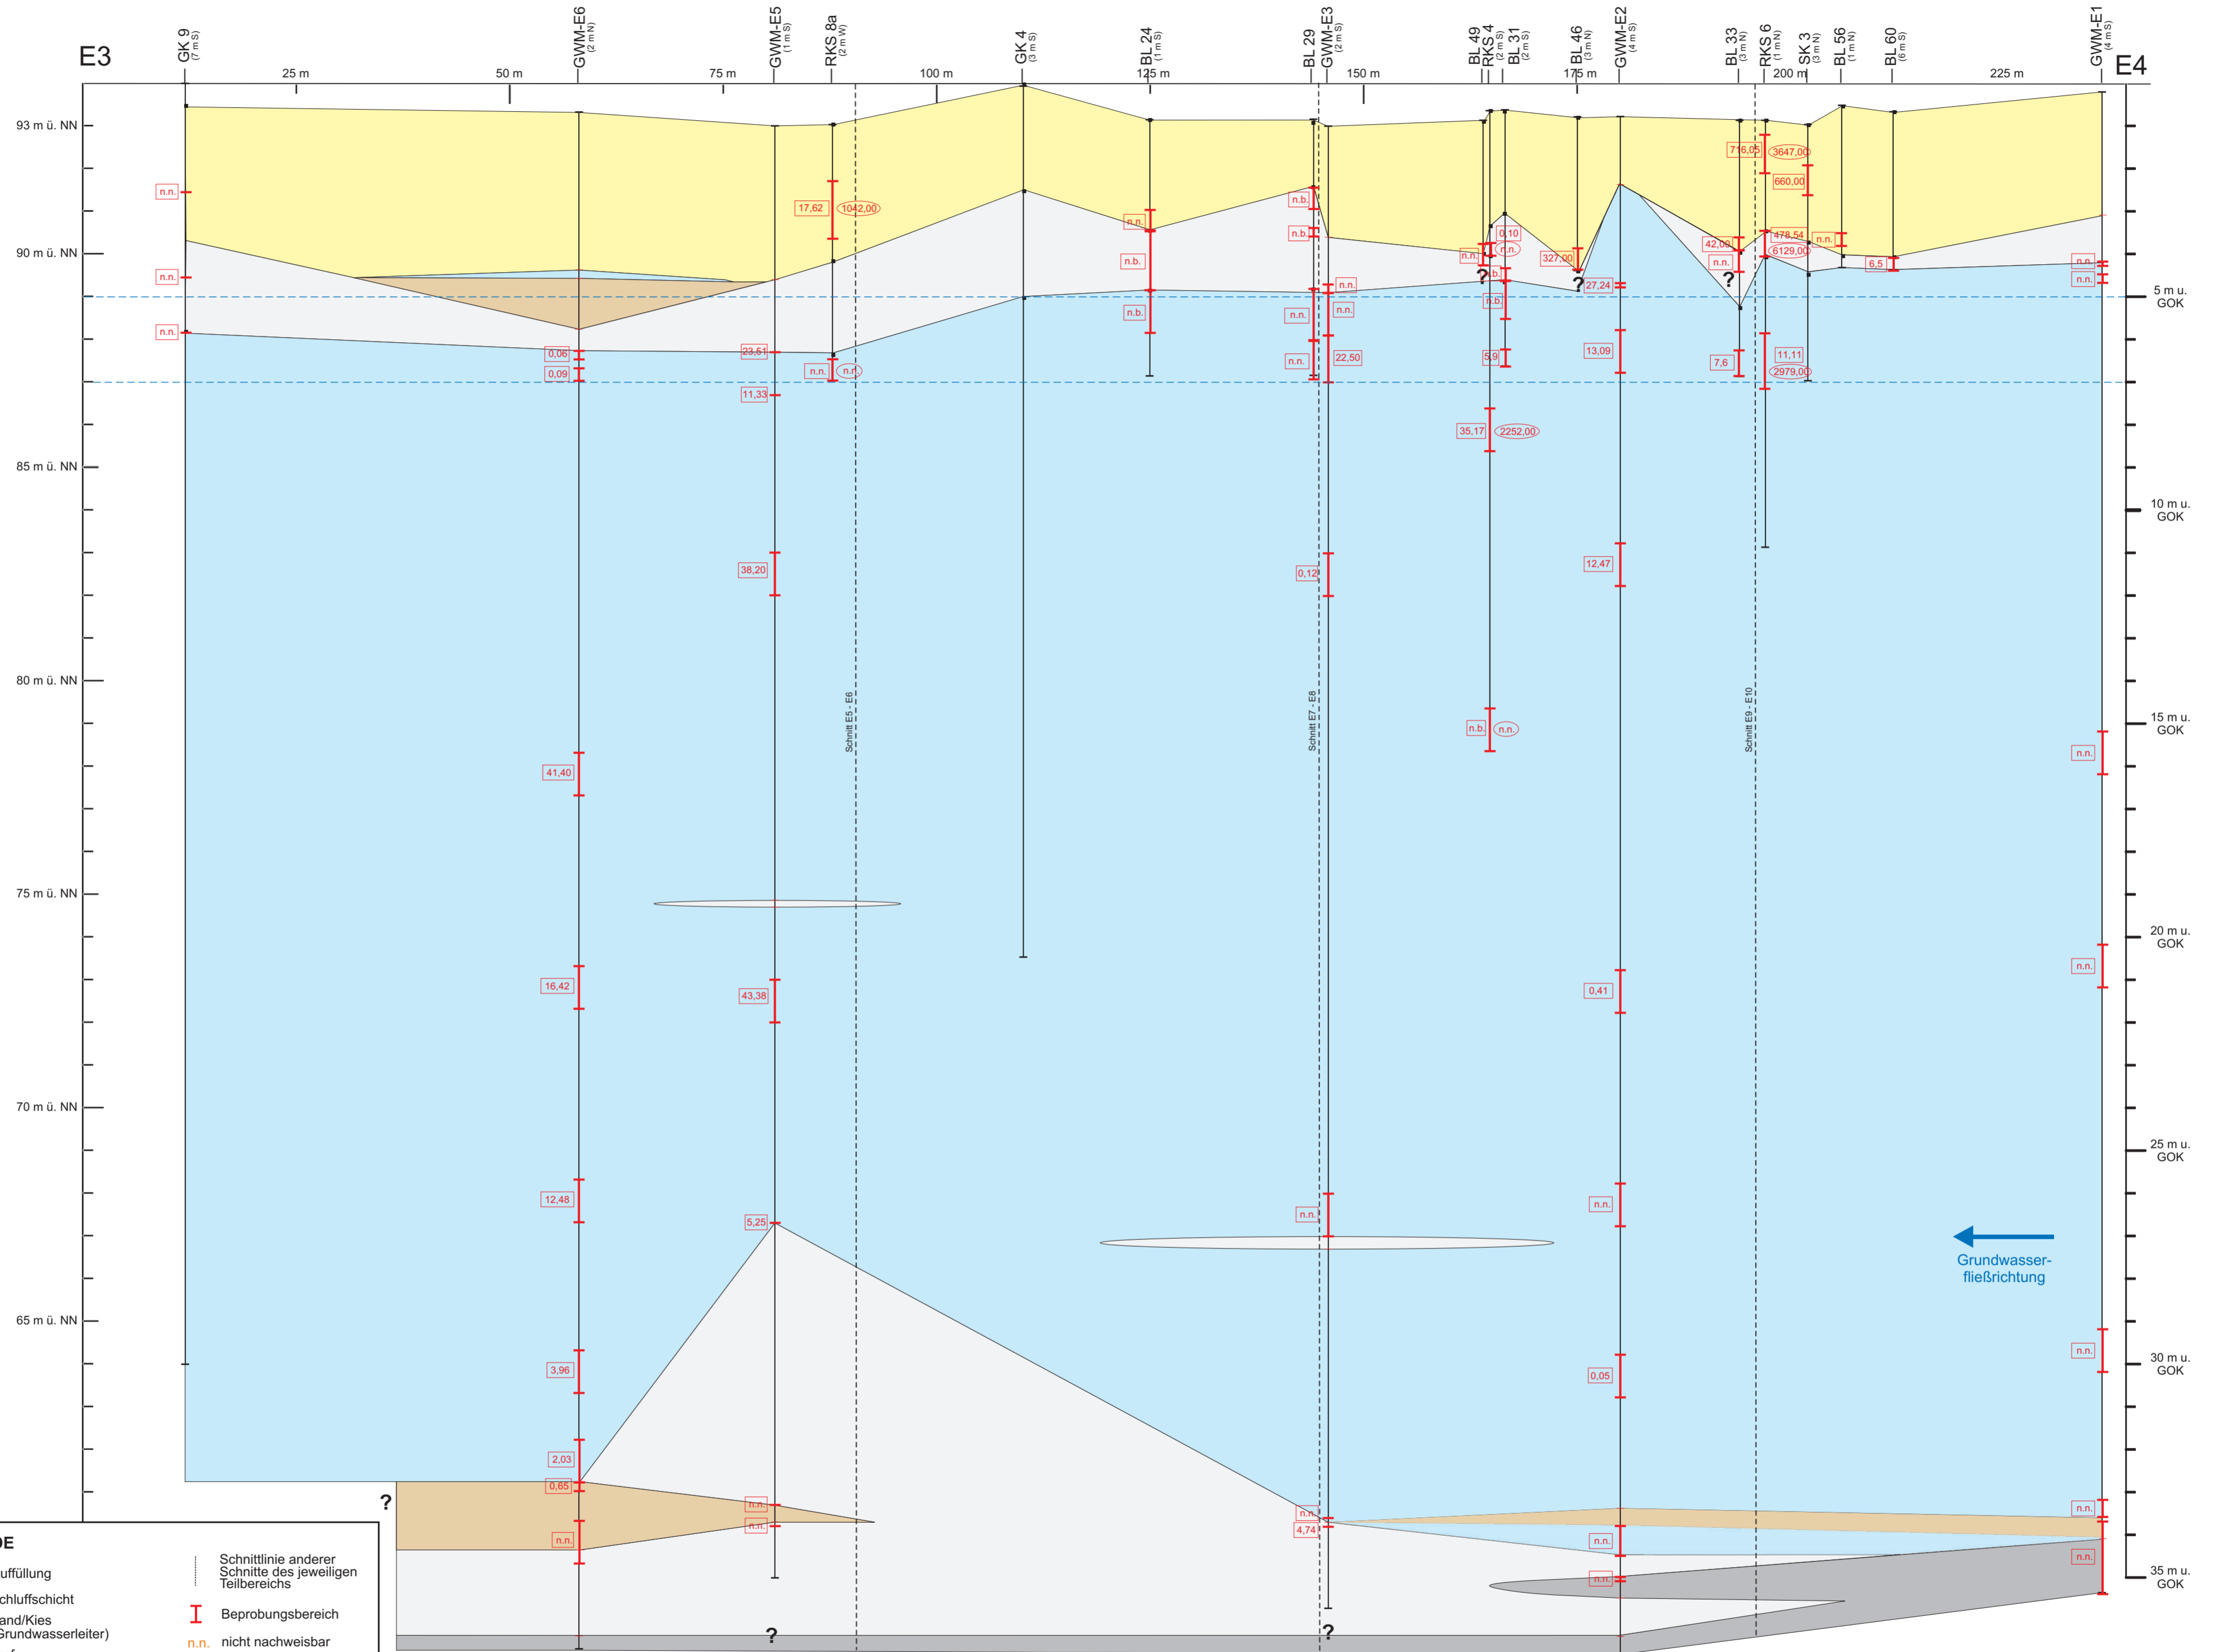 E3
E4
GK 9
(7 m S)
GWM-E6
(2 m N)
GWM-E5
(1 m S)
RKS 8a
(2 m W)
GK 4
(3 m S)
BL 24
(1 m S)
BL 29
GWM-E3
(2 m S)
BL 49
RKS 4
(2 m S)
BL 31
(2 m S)
BL 46
(3 m N)
GWM-E2
(4 m S)
BL 33
(3 m N)
RKS 6
(1 m N)
SK 3
(3 m N)
BL 56
(1 m N)
BL 60
(6 m S)
GWM-E1
(4 m S)
25 m
50 m
75 m
100 m
125 m
150 m
175 m
200 m
225 m
93 m ü. NN
90 m ü. NN
85 m ü. NN
80 m ü. NN
75 m ü. NN
70 m ü. NN
65 m ü. NN
5 m u.
GOK
10 m u.
GOK
15 m u.
GOK
20 m u.
GOK
25 m u.
GOK
30 m u.
GOK
35 m u.
GOK
n.n.
n.n.
n.n.
0,06
0,09
41,40
16,42
12,48
3,96
2,03
0,65
n.n.
23,51
11,33
38,20
43,38
5,25
n.n.
n.n.
17,62
1042,00
n.n.
n.n.
n.n.
n.b.
n.b.
n.b.
n.b.
n.n.
n.n.
n.n.
n.n.
22,50
0,12
n.n.
n.n.
4,74
n.n.
0,10
n.n.
n.b.
n.b.
5,9
35,17
2252,00
n.b.
n.n.
327,00
27,24
13,09
12,47
0,41
n.n.
0,05
n.n.
n.n.
716,05
3647,00
660,00
42,00
n.n.
478,54
6129,00
n.n.
6,5
7,6
11,11
2979,00
n.n.
n.n.
n.n.
n.n.
n.n.
n.n.
n.n.
?
?
?
?
?
?
Schnitt E5 - E6
Schnitt E7 - E8
Schnitt E9 - E10
Grundwasser-
fließrichtung
DE
uffüllung
chluffschicht
and/Kies
Grundwasserleiter)
Schnittlinie anderer
Schnitte des jeweiligen
Teilbereichs
Beprobungsbereich
n.n. nicht nachweisbar